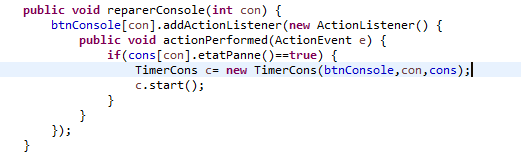 public void reparerConsole(int con) {
btnConsole[con].addActionListener(new ActionListener() {
public void actionPerformed(ActionEvent e) {
if(cons[con].etatPanne()==true) {
TimerCons c= new TimerCons(btnConsole,con,cons);
c.start();
}
}
});
}